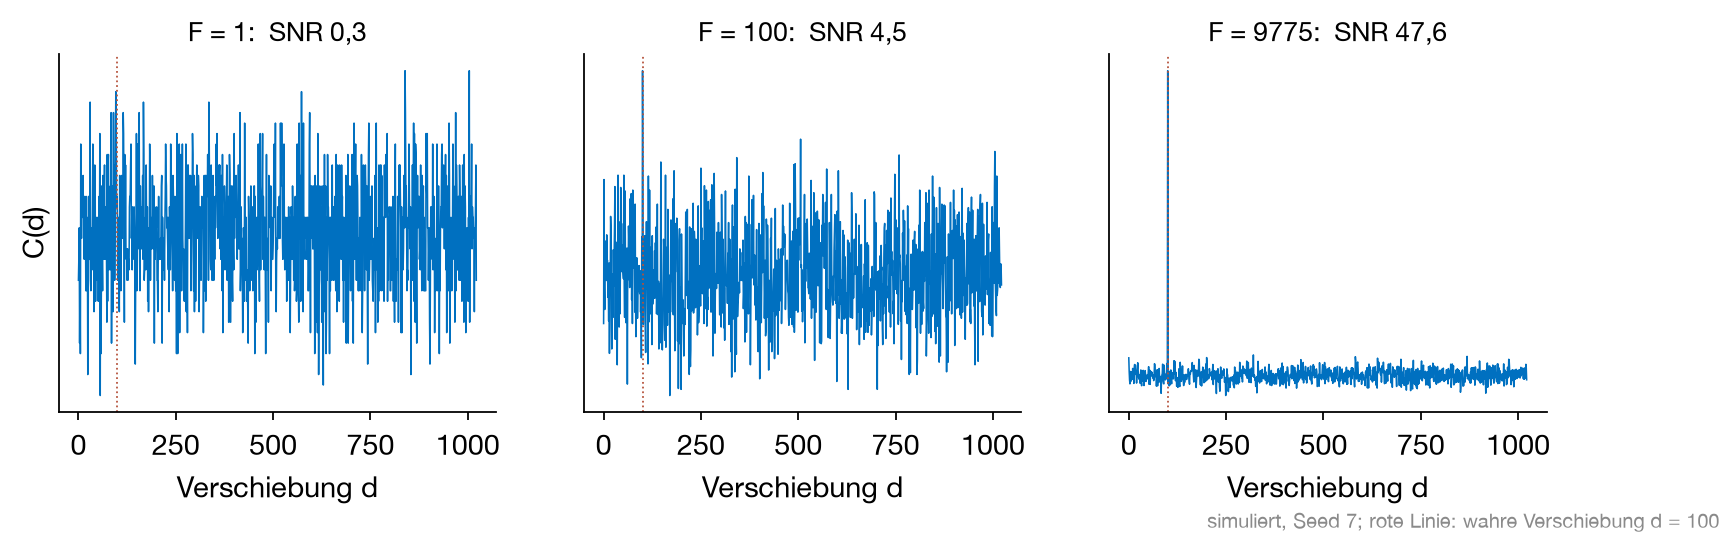 F = 1:  SNR 0,3
F = 100:  SNR 4,5
F = 9775:  SNR 47,6
C(d)
0 250 500 750 1000
0 250 500 750 1000
0 250 500 750 1000
Verschiebung d
Verschiebung d
Verschiebung d
simuliert, Seed 7; rote Linie: wahre Verschiebung d = 100